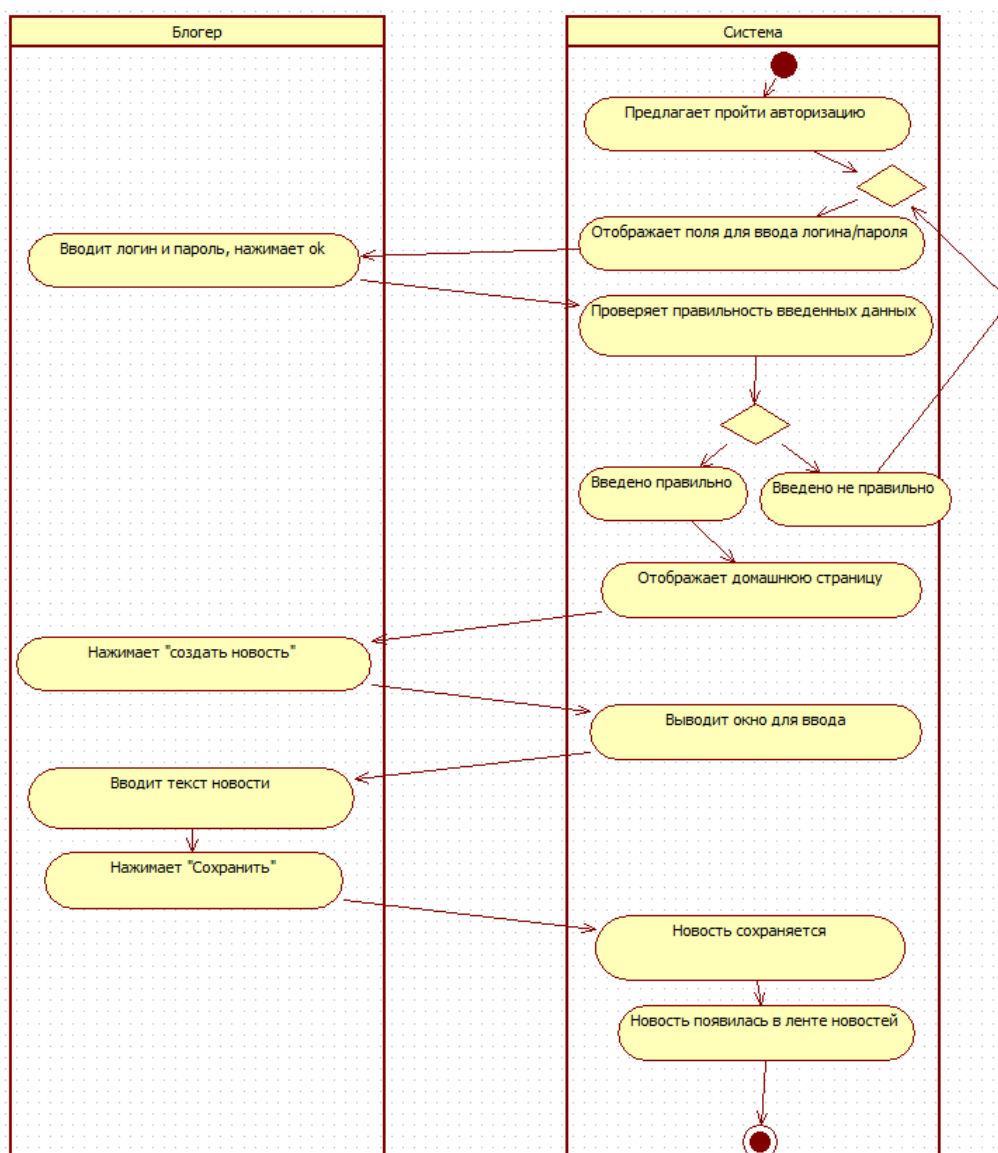 Блогер
Система
Предлагает пройти авторизацию
Отображает поля для ввода логина/пароля
Вводит логин и пароль, нажимает ok
Проверяет правильность введенных данных
Введено правильно
Введено не правильно
Отображает домашнюю страницу
Нажимает "создать новость"
Выводит окно для ввода
Вводит текст новости
Нажимает "Сохранить"
Новость сохраняется
Новость появилась в ленте новостей